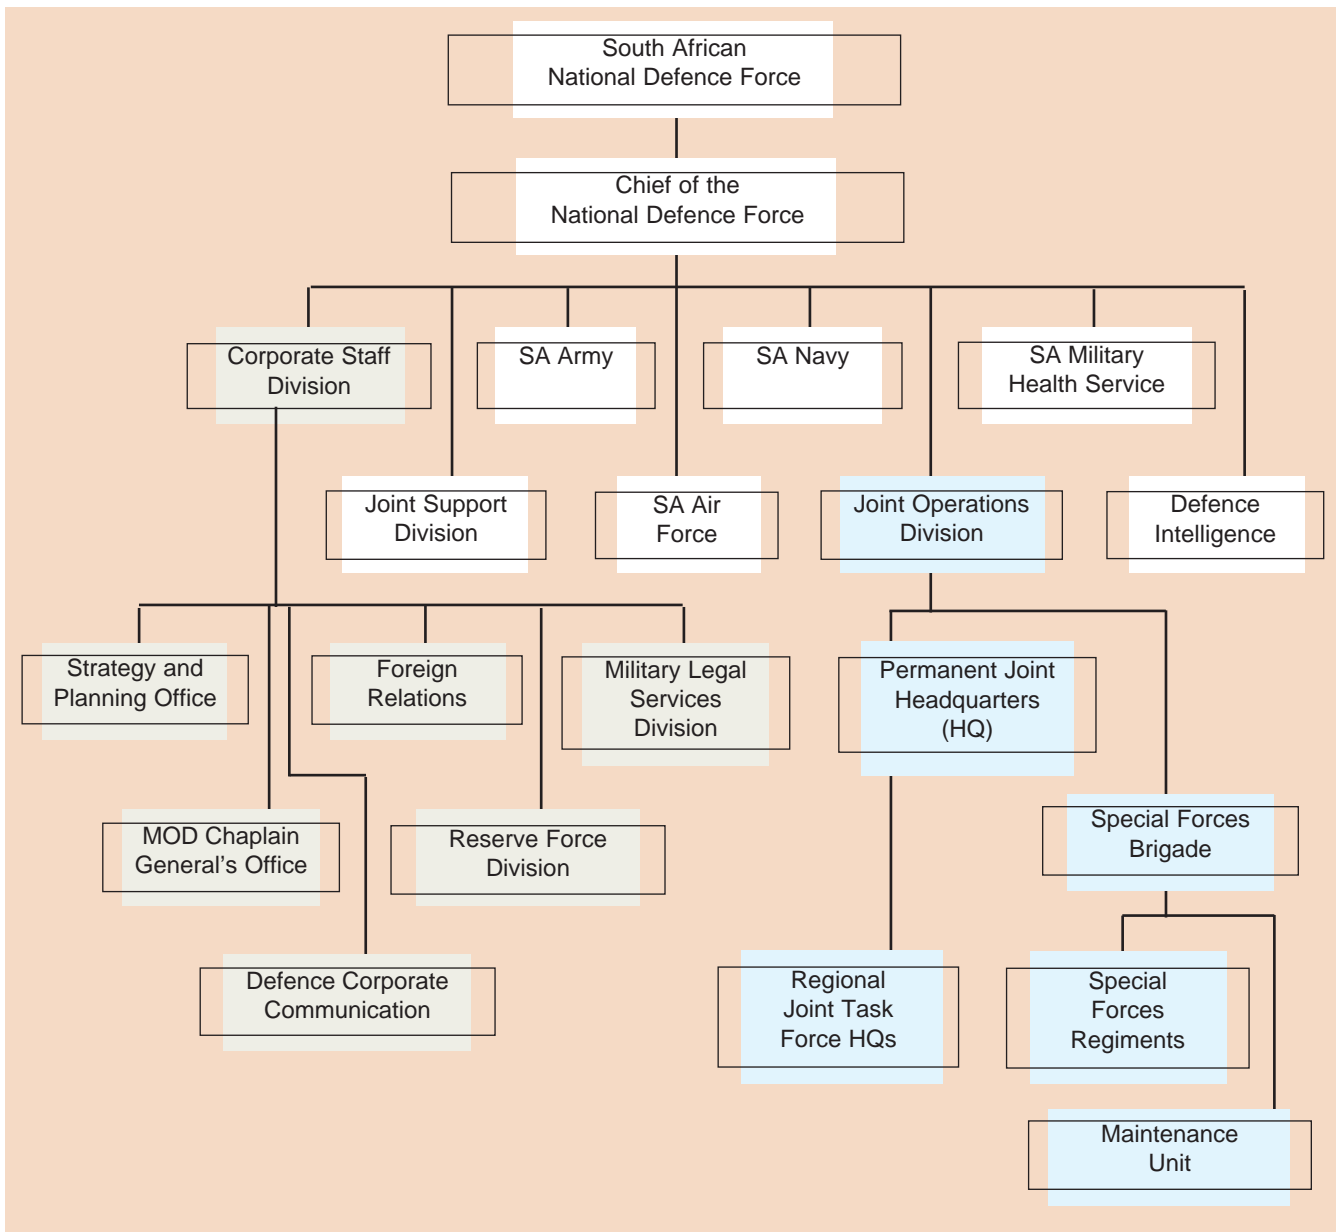 South African
National Defence Force
Chief of the
National Defence Force
Corporate Staff
Division
SA Army
SA Navy
SA Military
Health Service
Joint Support
Division
SA Air
Force
Joint Operations
Division
Defence
Intelligence
Strategy and
Planning Office
Foreign
Relations
Military Legal
Services
Division
Permanent Joint
Headquarters
(HQ)
MOD Chaplain
General’s Office
Reserve Force
Division
Special Forces
Brigade
Defence Corporate
Communication
Regional
Joint Task
Force HQs
Special
Forces
Regiments
Maintenance
Unit